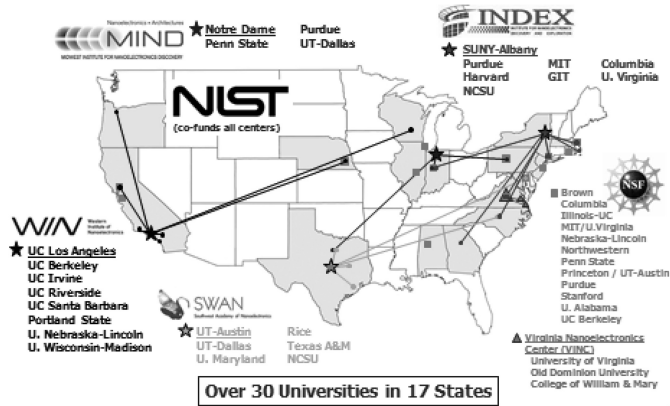 Nanoelectronics • Architectures
MIND
MIDWEST INSTITUTE FOR NANOELECTRONICS DISCOVERY
Notre Dame Purdue
Penn State UT-Dallas
INDEX
INSTITUTE FOR NANOELECTRONICS
DISCOVERY AND EXPLORATION
SUNY-Albany
Purdue MIT Columbia
Harvard GIT U. Virginia
NCSU
NIST
(co-funds all centers)
WIN
Western
Institute of
Nanoelectronics
UC Los Angeles
UC Berkeley
UC Irvine
UC Riverside
UC Santa Barbara
Portland State
U. Nebraska-Lincoln
U. Wisconsin-Madison
SWAN
Southwest Academy of Nanoelectronics
UT-Austin Rice
UT-Dallas Texas A&M
U. Maryland NCSU
NSF
Brown
Columbia
Illinois-UC
MIT/U.Virginia
Nebraska-Lincoln
Northwestern
Penn State
Princeton / UT-Austin
Purdue
Stanford
U. Alabama
UC Berkeley
Virginia Nanoelectronics
Center (VINC)
University of Virginia
Old Dominion University
College of William & Mary
Over 30 Universities in 17 States